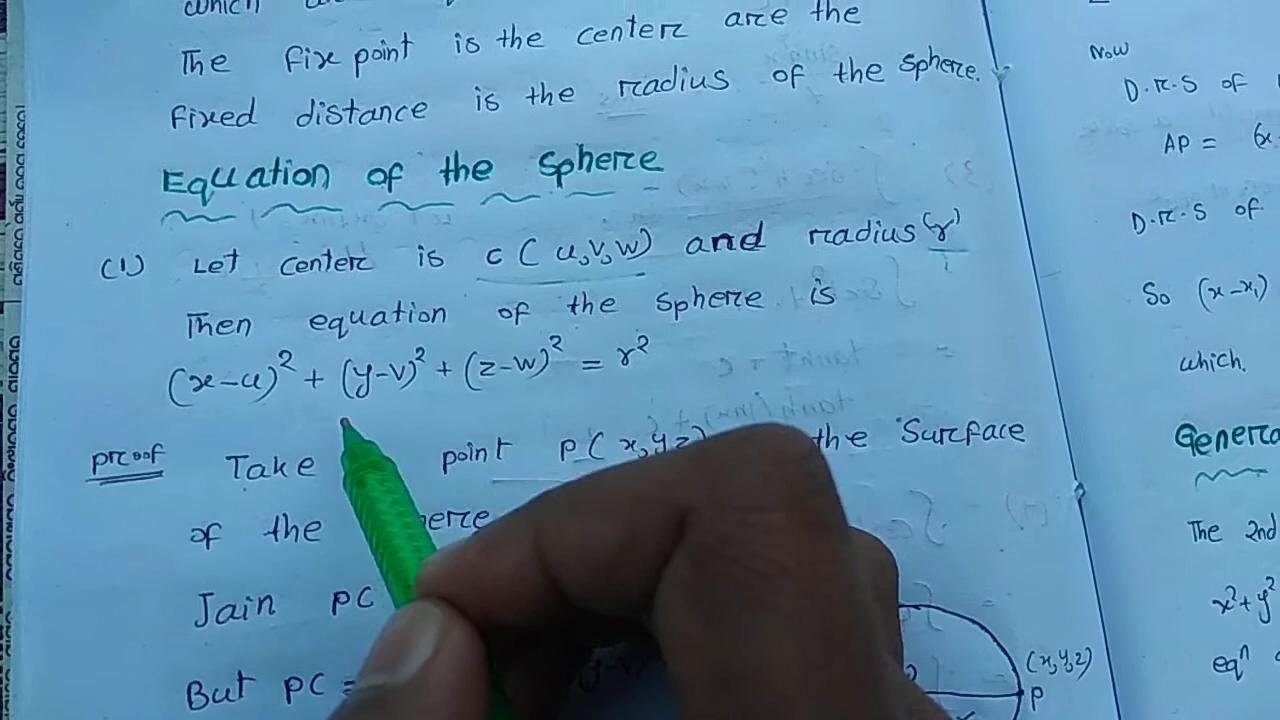 which
The fixe point is the center are the
fixed distance is the radius of the sphere.
Equation of the Sphere
(1) Let center is c(u,v,w) and radius (r)
Then equation of the sphere is
(x-u)² + (y-v)² + (z-w)² = r²
proof Take point P(x,y,z) the Surface
of the
Jain PC
But PC =
(x,y,z)
P
Now
D.R.S of
AP = (x
D.R.S of
So (x-x₁)
which.
The 2nd
x²+y²
eqⁿ